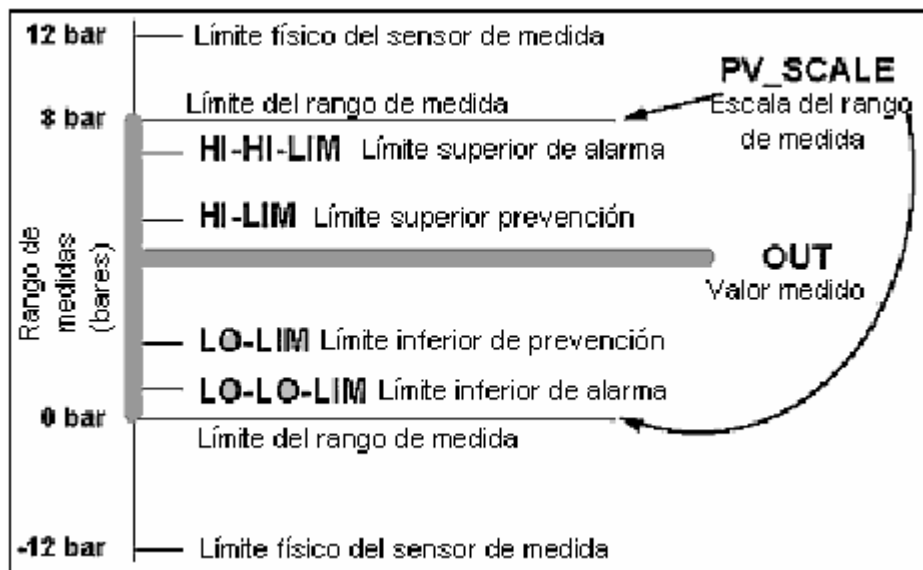 12 bar
Límite físico del sensor de medida
PV_SCALE
Escala del rango
de medida
8 bar
Límite del rango de medida
HI-HI-LIM Límite superior de alarma
HI-LIM Límite superior prevención
OUT
Valor medido
Rango de
medidas
(bares)
LO-LIM Límite inferior de prevención
LO-LO-LIM Límite inferior de alarma
0 bar
Límite del rango de medida
-12 bar
Límite físico del sensor de medida